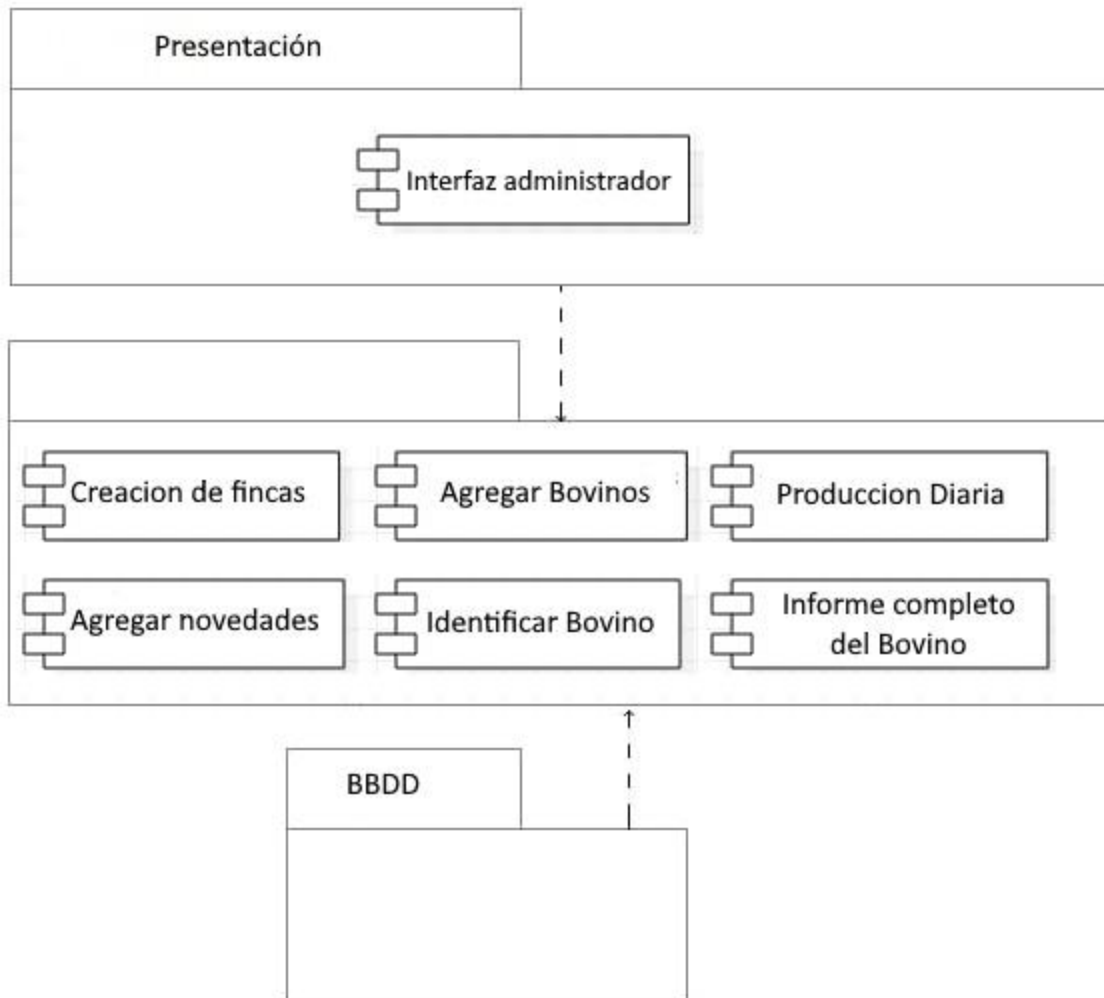 Presentación
Interfaz administrador
Creacion de fincas
Agregar Bovinos
Produccion Diaria
Agregar novedades
Identificar Bovino
Informe completo
del Bovino
BBDD